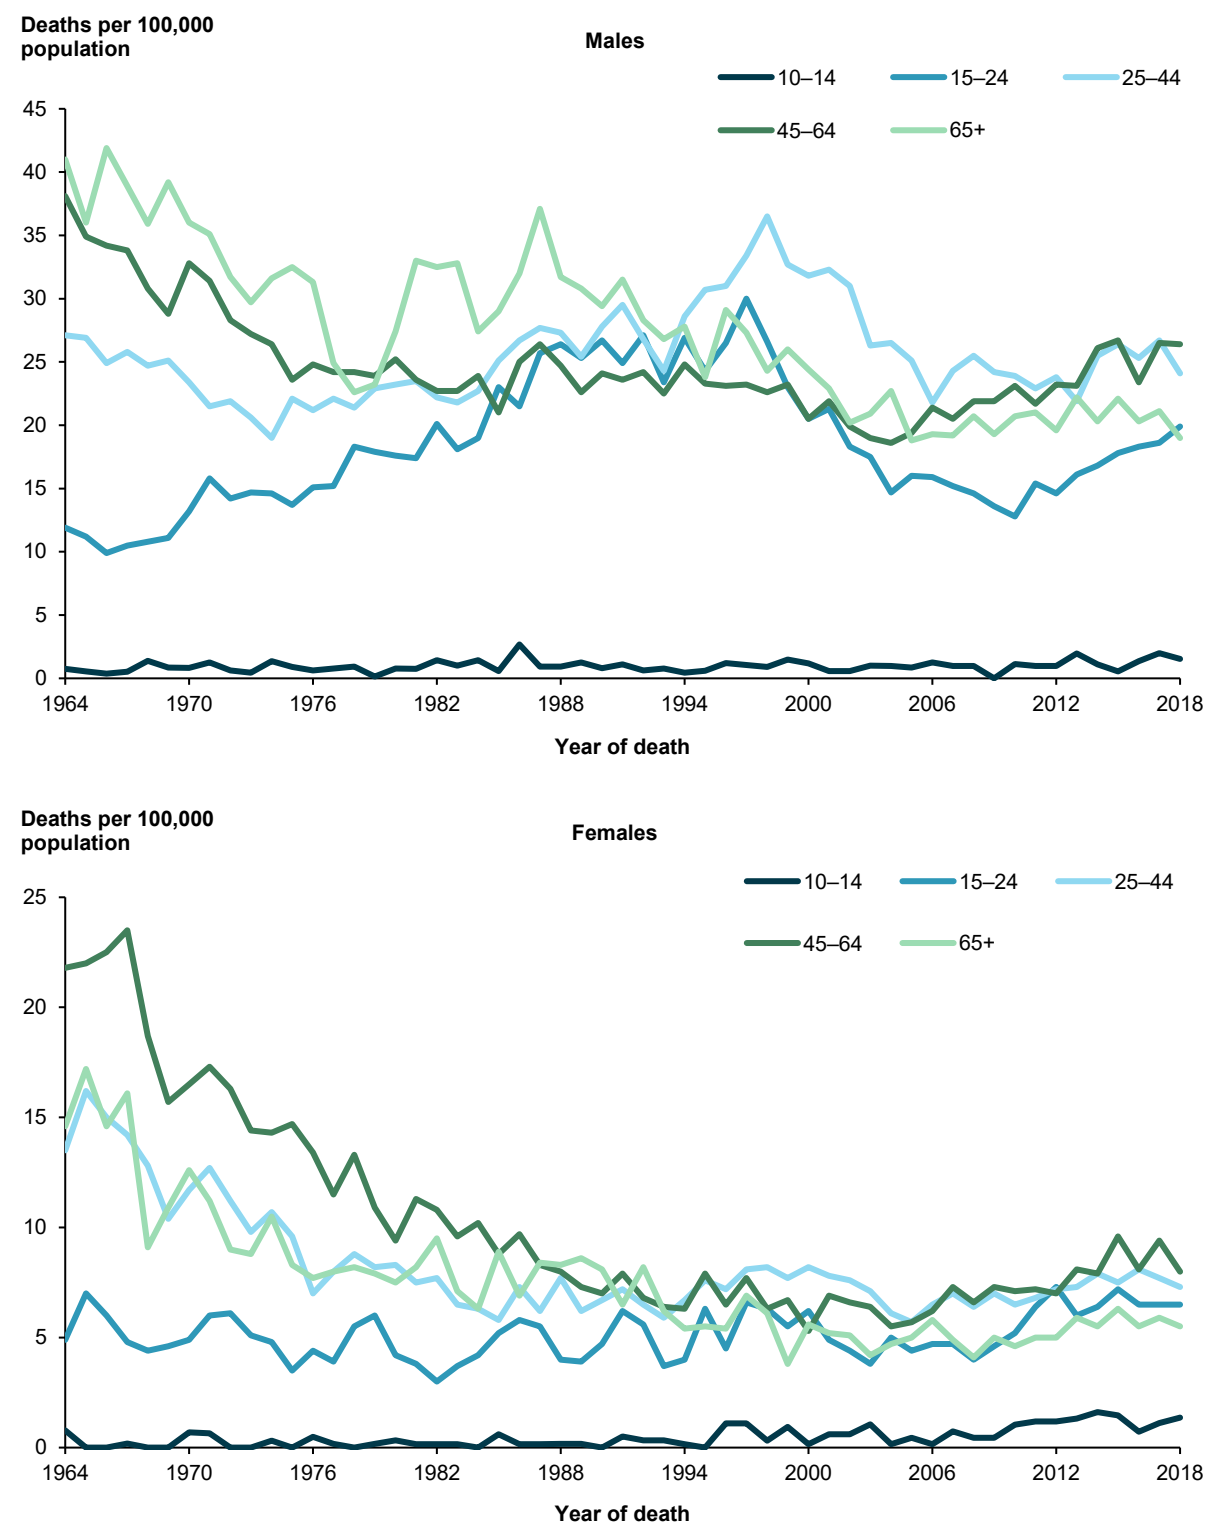 Deaths per 100,000
population
Males
10–14
15–24
25–44
45–64
65+
45
40
35
30
25
20
15
10
5
0
1964 1970 1976 1982 1988 1994 2000 2006 2012 2018
Year of death
Deaths per 100,000
population
Females
10–14
15–24
25–44
45–64
65+
25
20
15
10
5
0
1964 1970 1976 1982 1988 1994 2000 2006 2012 2018
Year of death